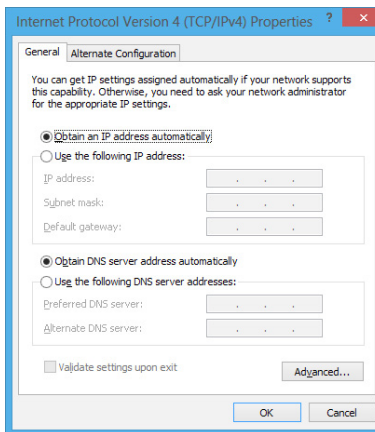 Internet Protocol Version 4 (TCP/IPv4) Properties ? ×
General Alternate Configuration
You can get IP settings assigned automatically if your network supports
this capability. Otherwise, you need to ask your network administrator
for the appropriate IP settings.
Obtain an IP address automatically
Use the following IP address:
IP address:
Subnet mask:
Default gateway:
Obtain DNS server address automatically
Use the following DNS server addresses:
Preferred DNS server:
Alternate DNS server:
Validate settings upon exit
Advanced...
OK Cancel